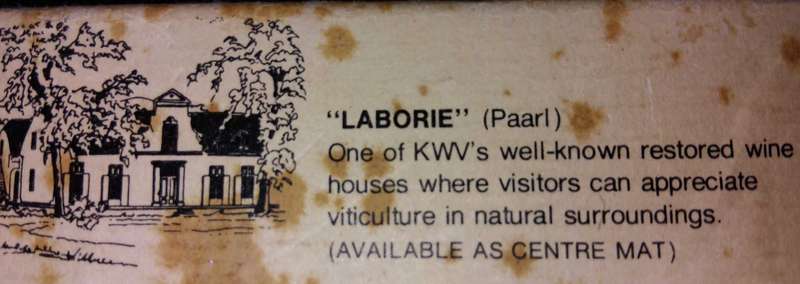 "LABORIE" (Paarl)
One of KWV's well-known restored wine
houses where visitors can appreciate
viticulture in natural surroundings.
(AVAILABLE AS CENTRE MAT)